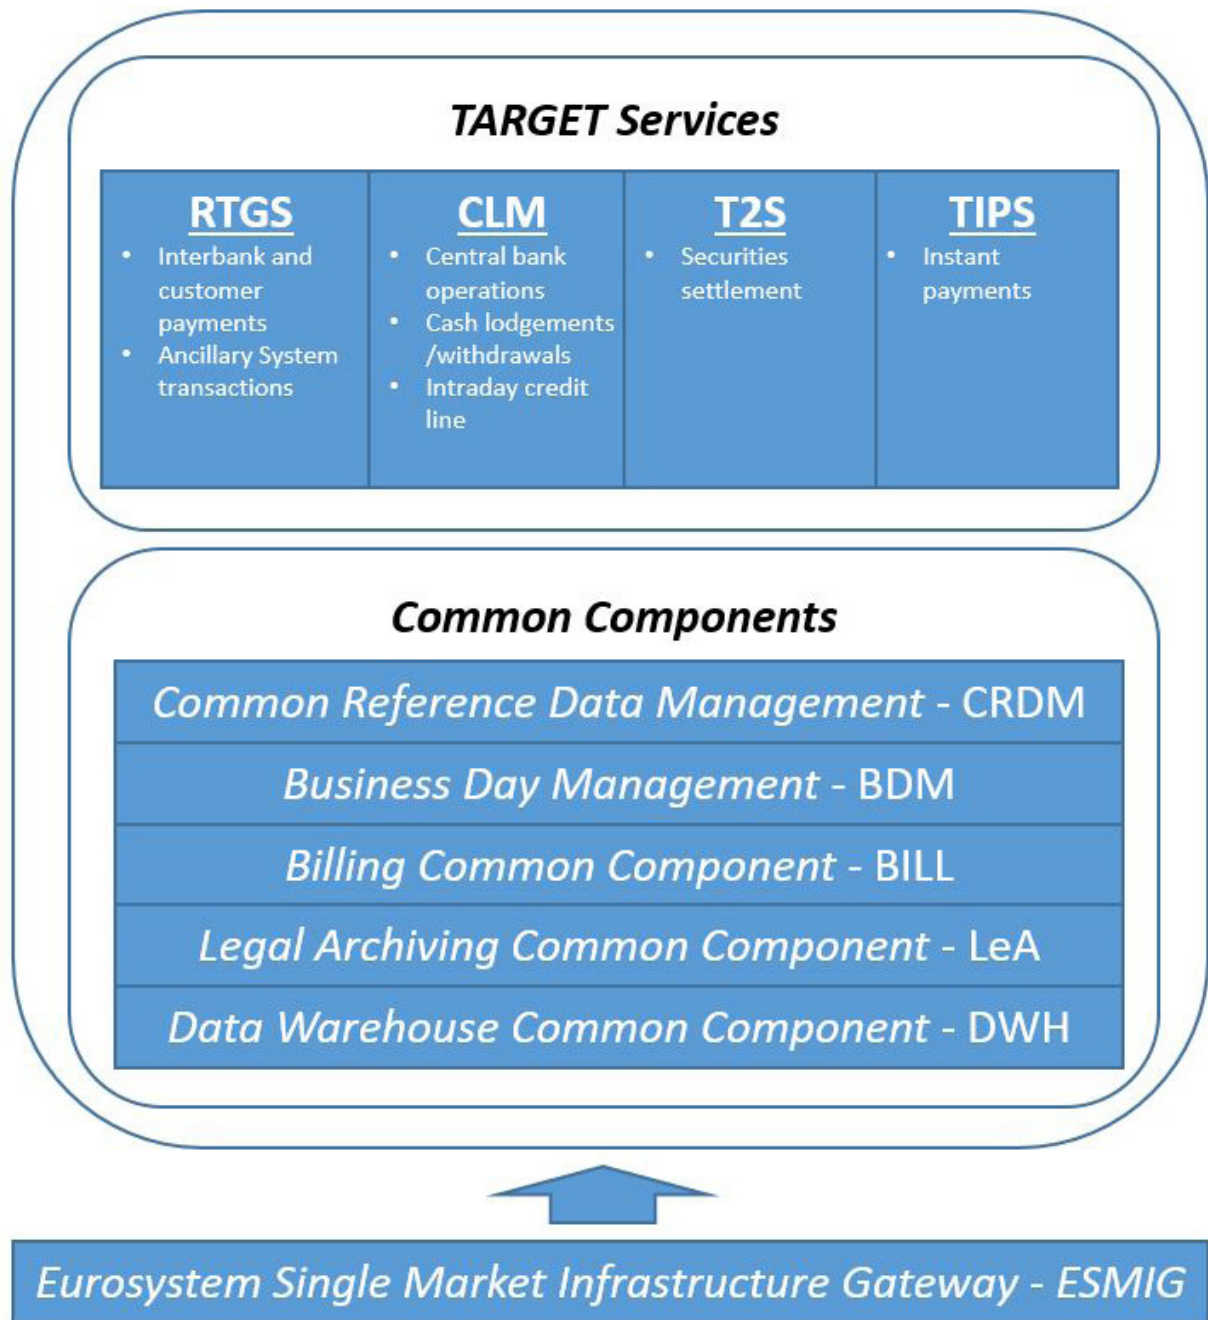 TARGET Services
RTGS
• Interbank and
customer
payments
• Ancillary System
transactions
CLM
• Central bank
operations
• Cash lodgements
/withdrawals
• Intraday credit
line
T2S
• Securities
settlement
TIPS
• Instant
payments
Common Components
Common Reference Data Management - CRDM
Business Day Management - BDM
Billing Common Component - BILL
Legal Archiving Common Component - LeA
Data Warehouse Common Component - DWH
Eurosystem Single Market Infrastructure Gateway - ESMIG